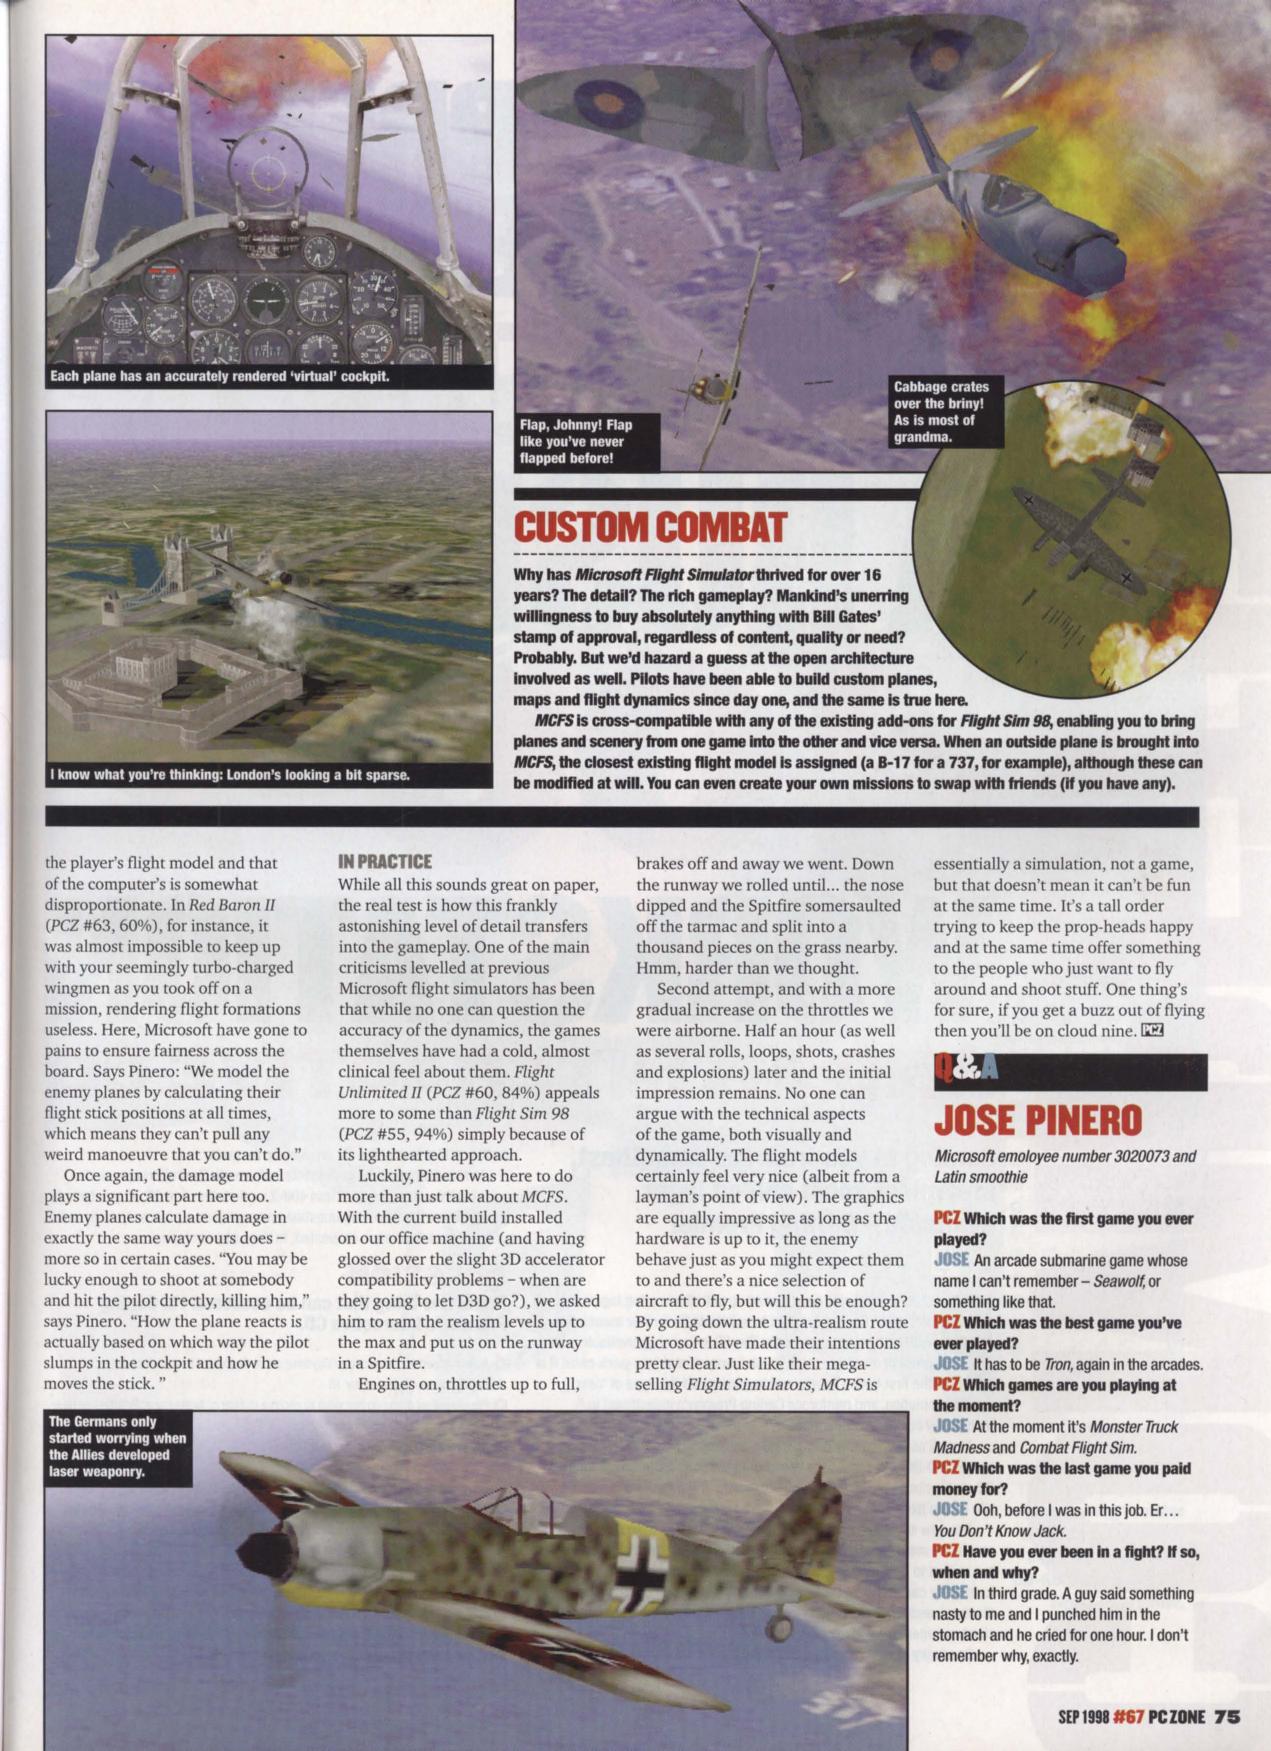 Each plane has an accurately rendered ‘virtual’ cockpit.
Flap, Johnny! Flap
like you’ve never
flapped before!
Cabbage crates
over the briny!
As is most of
grandma.
I know what you’re thinking: London’s looking a bit sparse.
CUSTOM COMBAT
Why has Microsoft Flight Simulator thrived for over 16
years? The detail? The rich gameplay? Mankind’s unerring
willingness to buy absolutely anything with Bill Gates’
stamp of approval, regardless of content, quality or need?
Probably. But we’d hazard a guess at the open architecture
involved as well. Pilots have been able to build custom planes,
maps and flight dynamics since day one, and the same is true here.
MCFS is cross-compatible with any of the existing add-ons for Flight Sim 98, enabling you to bring
planes and scenery from one game into the other and vice versa. When an outside plane is brought into
MCFS, the closest existing flight model is assigned (a B-17 for a 737, for example), although these can
be modified at will. You can even create your own missions to swap with friends (if you have any).
the player’s flight model and that
of the computer’s is somewhat
disproportionate. In Red Baron II
(PCZ #63, 60%), for instance, it
was almost impossible to keep up
with your seemingly turbo-charged
wingmen as you took off on a
mission, rendering flight formations
useless. Here, Microsoft have gone to
pains to ensure fairness across the
board. Says Pinero: “We model the
enemy planes by calculating their
flight stick positions at all times,
which means they can’t pull any
weird manoeuvre that you can’t do.”
Once again, the damage model
plays a significant part here too.
Enemy planes calculate damage in
exactly the same way yours does –
more so in certain cases. “You may be
lucky enough to shoot at somebody
and hit the pilot directly, killing him,”
says Pinero. “How the plane reacts is
actually based on which way the pilot
slumps in the cockpit and how he
moves the stick. ”
IN PRACTICE
While all this sounds great on paper,
the real test is how this frankly
astonishing level of detail transfers
into the gameplay. One of the main
criticisms levelled at previous
Microsoft flight simulators has been
that while no one can question the
accuracy of the dynamics, the games
themselves have had a cold, almost
clinical feel about them. Flight
Unlimited II (PCZ #60, 84%) appeals
more to some than Flight Sim 98
(PCZ #55, 94%) simply because of
its lighthearted approach.
Luckily, Pinero was here to do
more than just talk about MCFS.
With the current build installed
on our office machine (and having
glossed over the slight 3D accelerator
compatibility problems – when are
they going to let D3D go?), we asked
him to ram the realism levels up to
the max and put us on the runway
in a Spitfire.
Engines on, throttles up to full,
brakes off and away we went. Down
the runway we rolled until... the nose
dipped and the Spitfire somersaulted
off the tarmac and split into a
thousand pieces on the grass nearby.
Hmm, harder than we thought.
Second attempt, and with a more
gradual increase on the throttles we
were airborne. Half an hour (as well
as several rolls, loops, shots, crashes
and explosions) later and the initial
impression remains. No one can
argue with the technical aspects
of the game, both visually and
dynamically. The flight models
certainly feel very nice (albeit from a
layman’s point of view). The graphics
are equally impressive as long as the
hardware is up to it, the enemy
behave just as you might expect them
to and there’s a nice selection of
aircraft to fly, but will this be enough?
By going down the ultra-realism route
Microsoft have made their intentions
pretty clear. Just like their mega-
selling Flight Simulators, MCFS is
essentially a simulation, not a game,
but that doesn’t mean it can’t be fun
at the same time. It’s a tall order
trying to keep the prop-heads happy
and at the same time offer something
to the people who just want to fly
around and shoot stuff. One thing’s
for sure, if you get a buzz out of flying
then you’ll be on cloud nine. PCZ
Q&A
JOSE PINERO
Microsoft emoloyee number 3020073 and
Latin smoothie
PCZ Which was the first game you ever
played?
JOSE An arcade submarine game whose
name I can’t remember – Seawolf, or
something like that.
PCZ Which was the best game you’ve
ever played?
JOSE It has to be Tron, again in the arcades.
PCZ Which games are you playing at
the moment?
JOSE At the moment it’s Monster Truck
Madness and Combat Flight Sim.
PCZ Which was the last game you paid
money for?
JOSE Ooh, before I was in this job. Er...
You Don’t Know Jack.
PCZ Have you ever been in a fight? If so,
when and why?
JOSE In third grade. A guy said something
nasty to me and I punched him in the
stomach and he cried for one hour. I don’t
remember why, exactly.
The Germans only
started worrying when
the Allies developed
laser weaponry.
SEP 1998 #67 PC ZONE 75